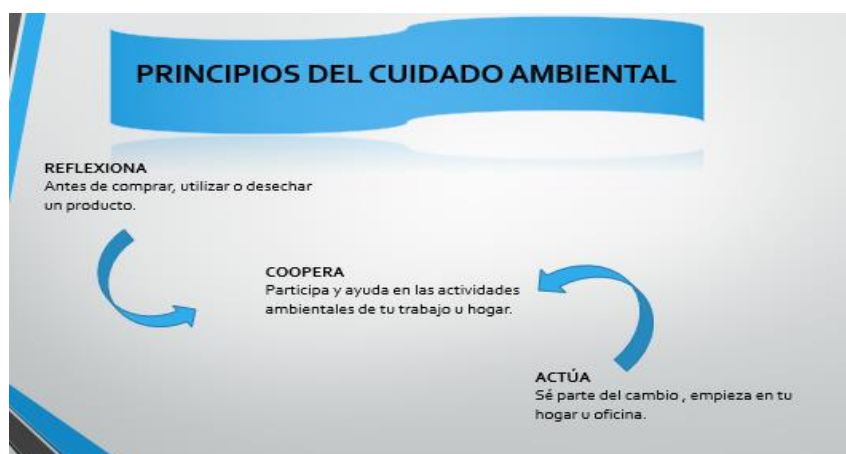 PRINCIPIOS DEL CUIDADO AMBIENTAL
REFLEXIONA
Antes de comprar, utilizar o desechar
un producto.
COOPERA
Participa y ayuda en las actividades
ambientales de tu trabajo u hogar.
ACTÚA
Sé parte del cambio , empieza en tu
hogar u oficina.